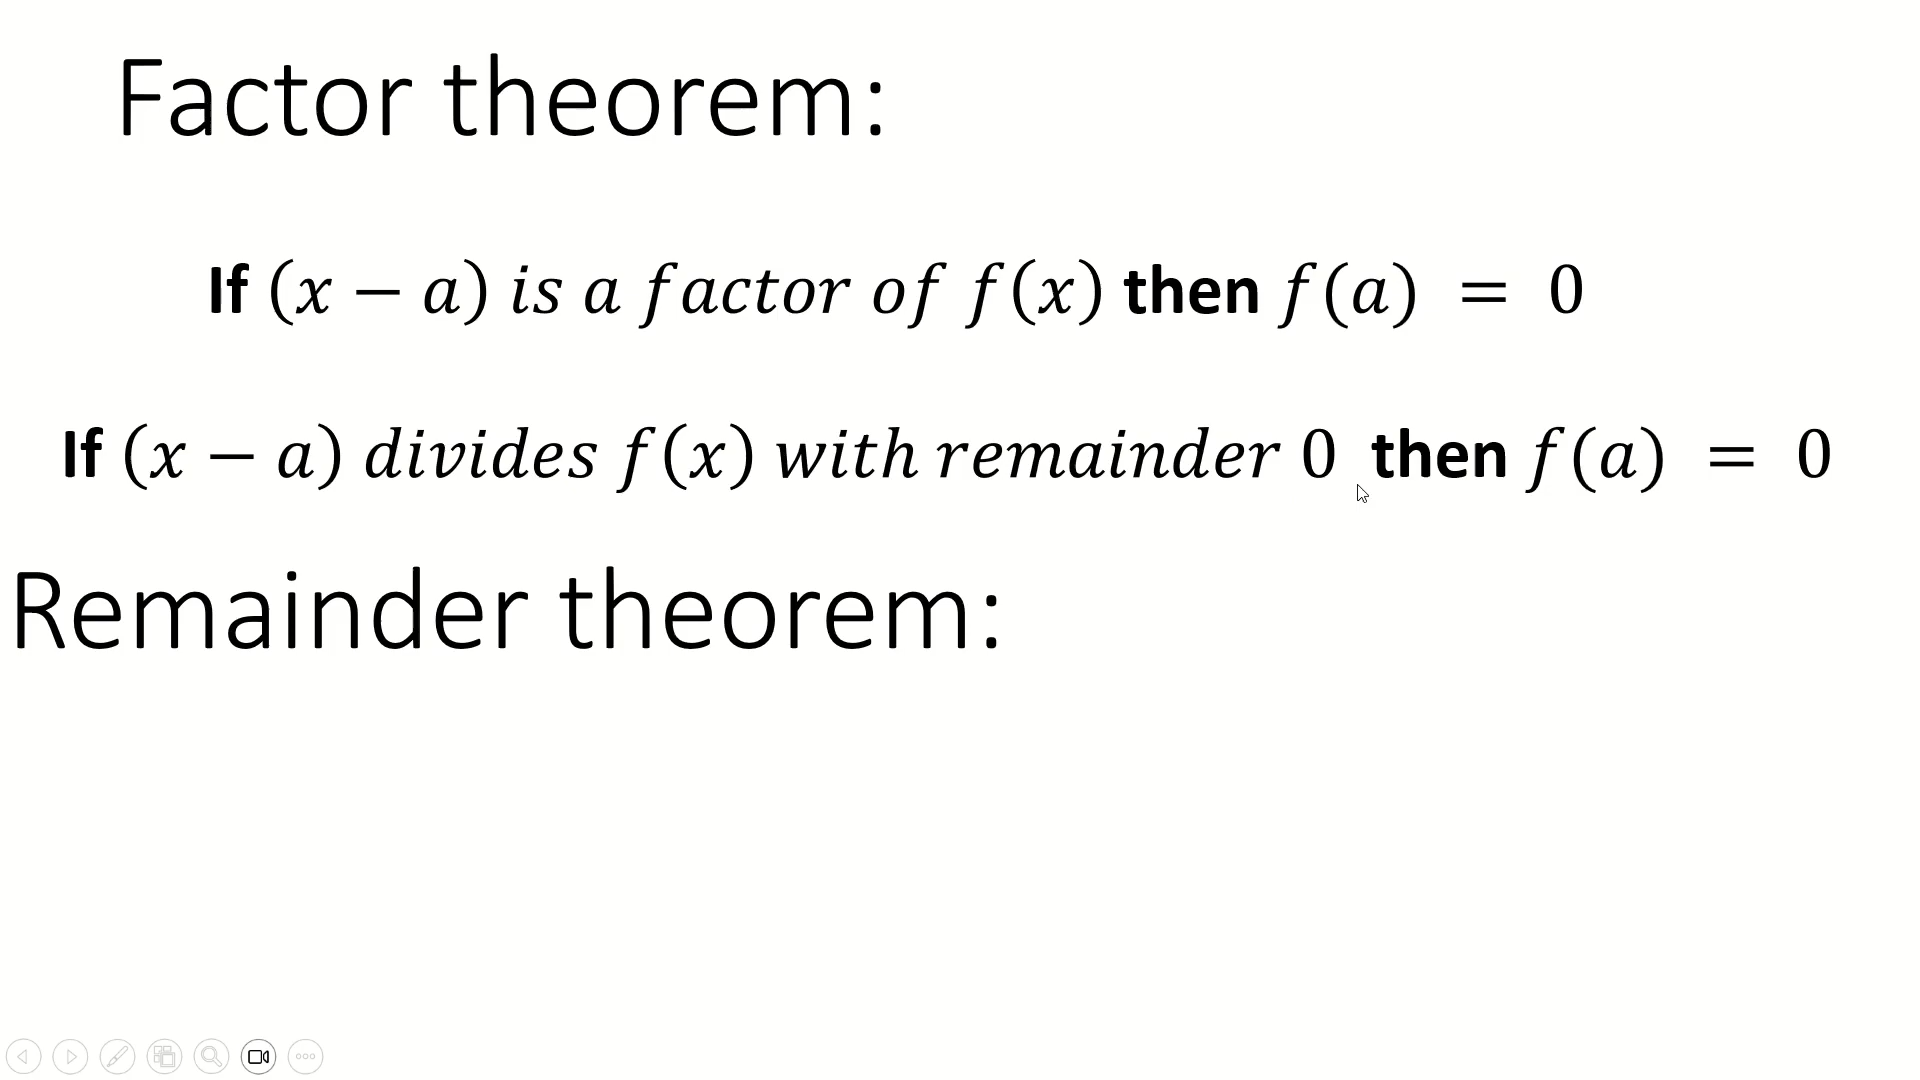 Factor theorem:
If (x − a) is a factor of f(x) then f(a) = 0
If (x − a) divides f(x) with remainder 0 then f(a) = 0
Remainder theorem: